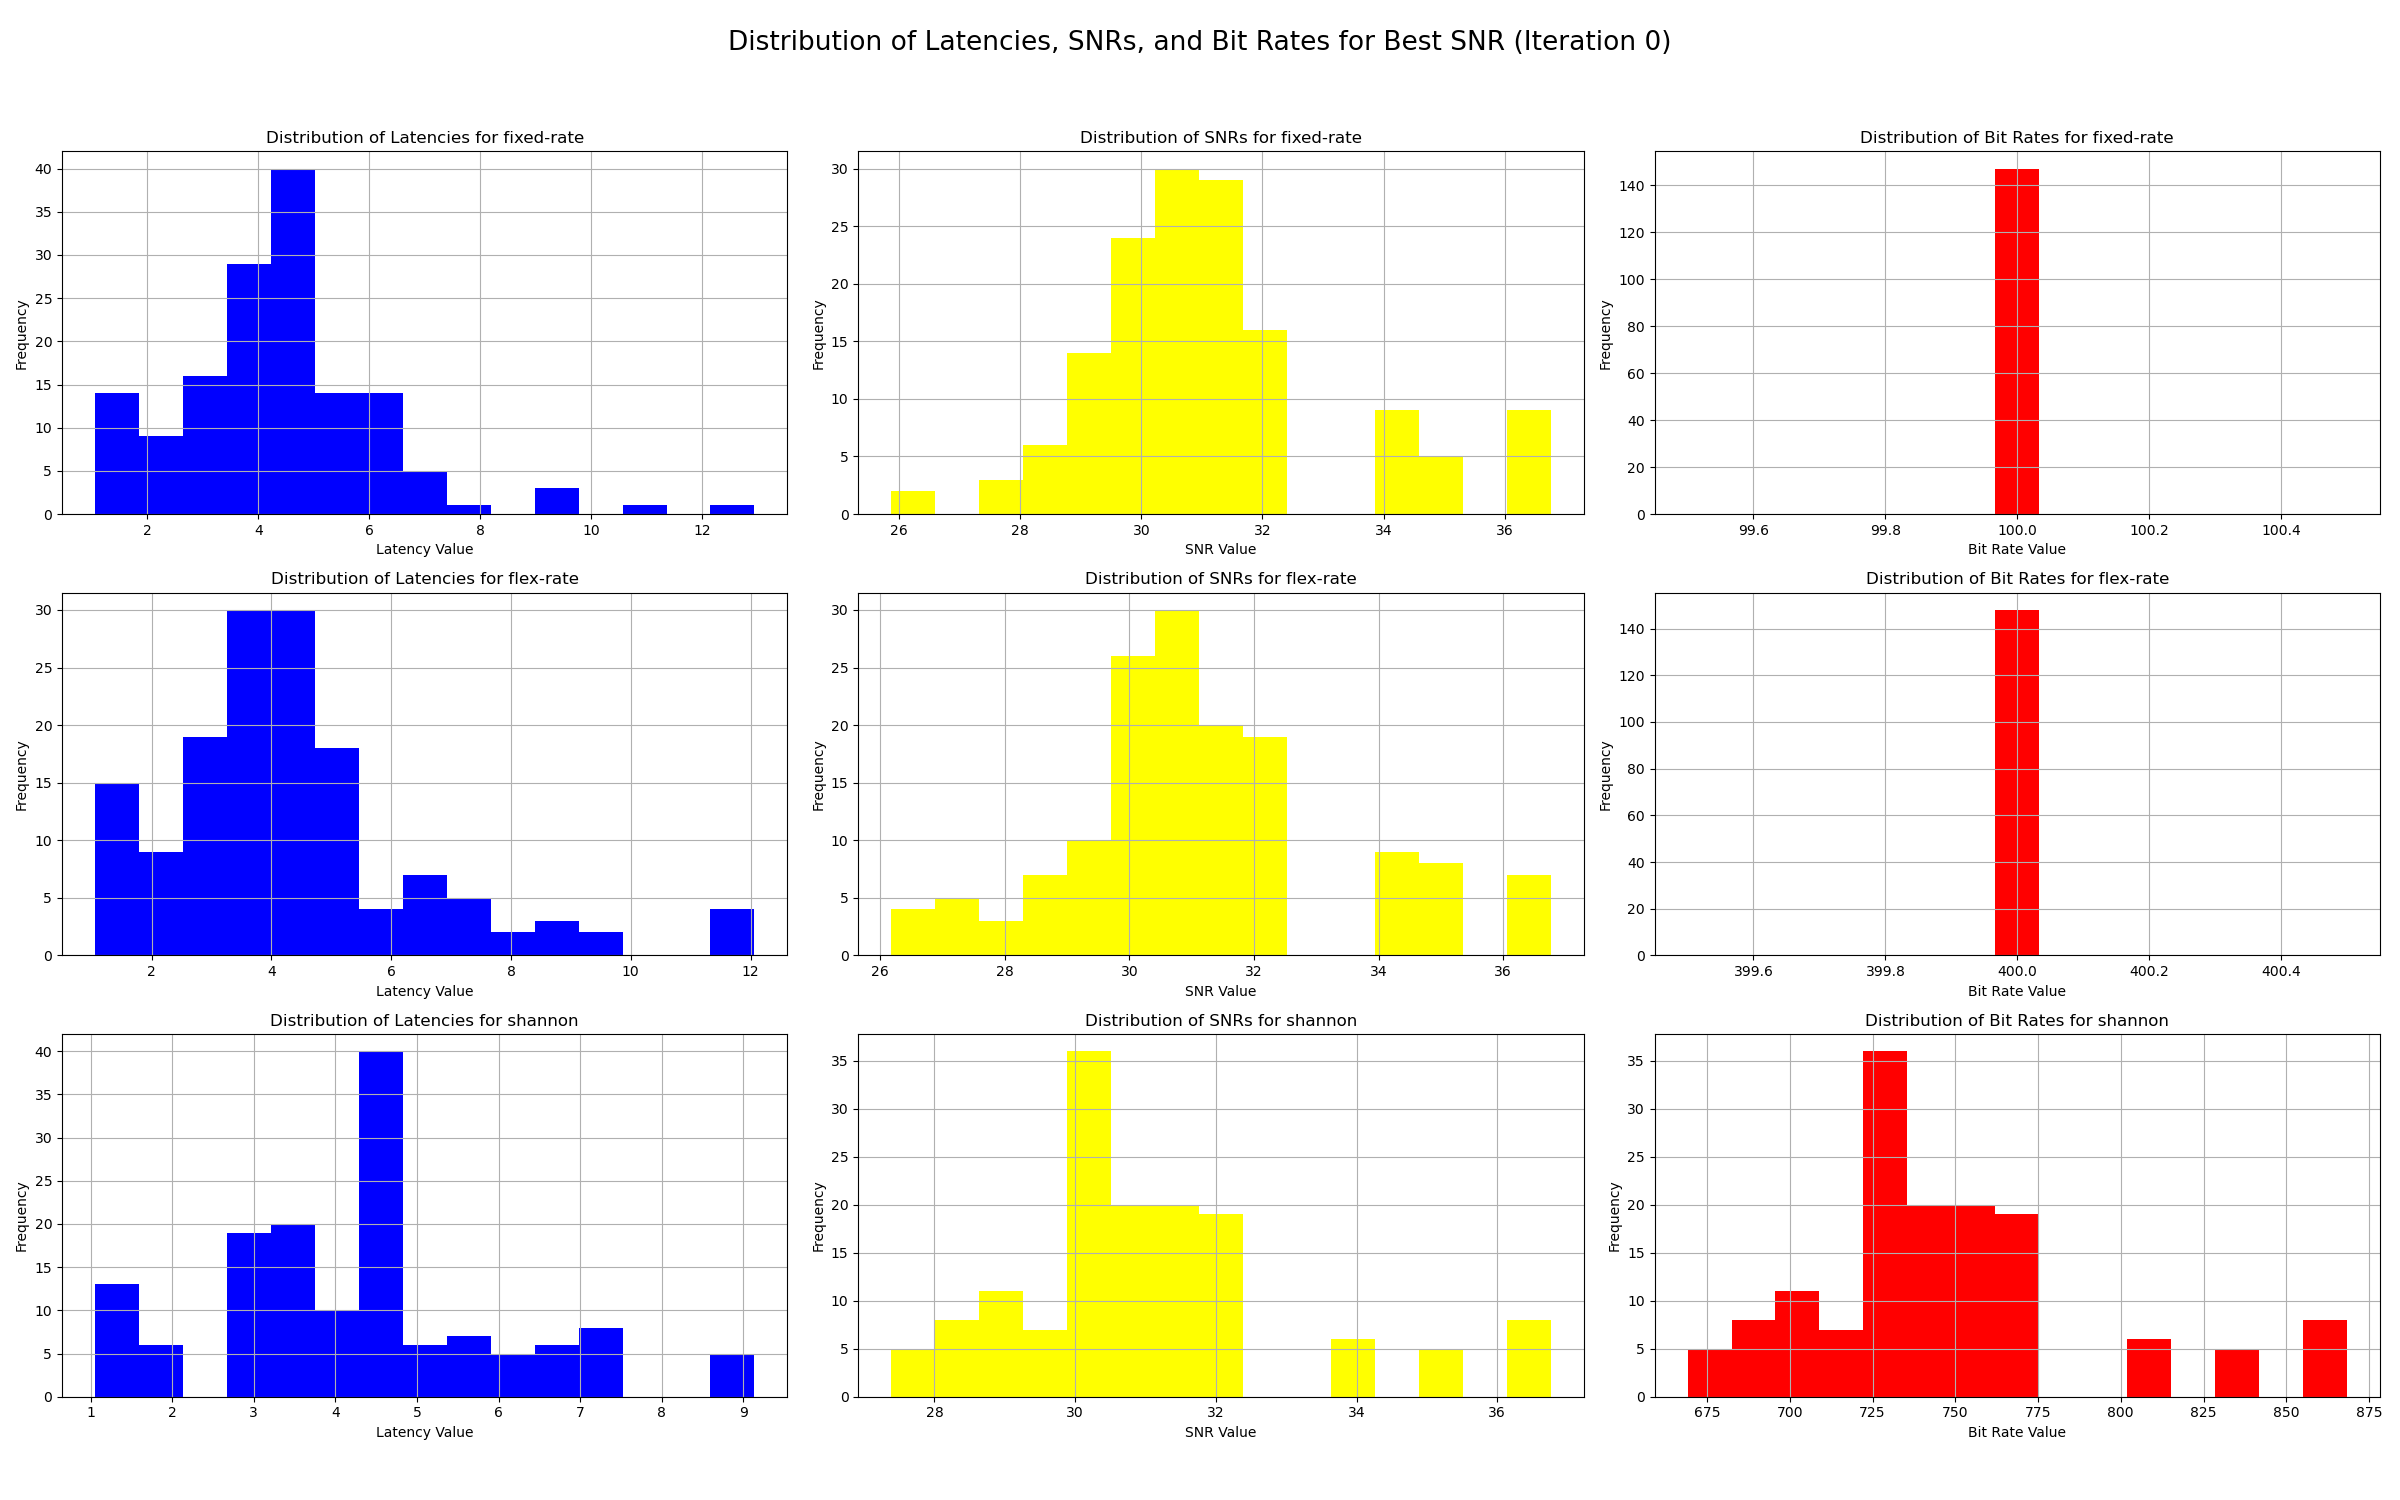 Distribution of Latencies, SNRs, and Bit Rates for Best SNR (Iteration 0)
Distribution of Latencies for fixed-rate
Frequency
40
35
30
25
20
15
10
5
0
2 4 6 8 10 12
Latency Value
Distribution of SNRs for fixed-rate
Frequency
30
25
20
15
10
5
0
26 28 30 32 34 36
SNR Value
Distribution of Bit Rates for fixed-rate
Frequency
140
120
100
80
60
40
20
0
99.6 99.8 100.0 100.2 100.4
Bit Rate Value
Distribution of Latencies for flex-rate
Frequency
30
25
20
15
10
5
0
2 4 6 8 10 12
Latency Value
Distribution of SNRs for flex-rate
Frequency
30
25
20
15
10
5
0
26 28 30 32 34 36
SNR Value
Distribution of Bit Rates for flex-rate
Frequency
140
120
100
80
60
40
20
0
399.6 399.8 400.0 400.2 400.4
Bit Rate Value
Distribution of Latencies for shannon
Frequency
40
35
30
25
20
15
10
5
0
1 2 3 4 5 6 7 8 9
Latency Value
Distribution of SNRs for shannon
Frequency
35
30
25
20
15
10
5
0
28 30 32 34 36
SNR Value
Distribution of Bit Rates for shannon
Frequency
35
30
25
20
15
10
5
0
675 700 725 750 775 800 825 850 875
Bit Rate Value